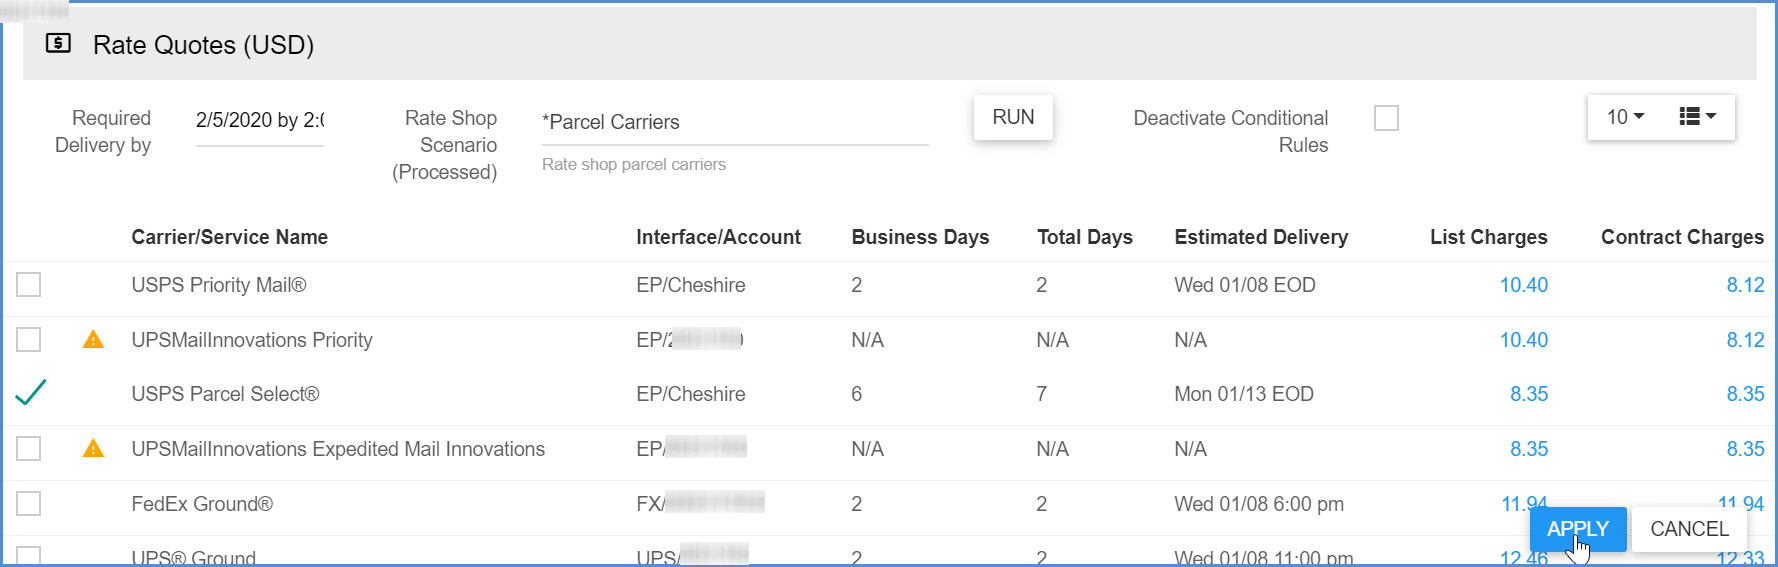 Rate Quotes (USD)
Required
Delivery by
2/5/2020 by 2:0
Rate Shop
Scenario
(Processed)
*Parcel Carriers
Rate shop parcel carriers
RUN
Deactivate Conditional
Rules
10
Carrier/Service Name Interface/Account Business Days Total Days Estimated Delivery List Charges Contract Charges
USPS Priority Mail® EP/Cheshire 2 2 Wed 01/08 EOD 10.40 8.12
UPSMailInnovations Priority EP/ N/A N/A N/A 10.40 8.12
USPS Parcel Select® EP/Cheshire 6 7 Mon 01/13 EOD 8.35 8.35
UPSMailInnovations Expedited Mail Innovations EP/ N/A N/A N/A 8.35 8.35
FedEx Ground® FX/ 2 2 Wed 01/08 6:00 pm 11.94 11.94
UPS® Ground UPS/ 2 2 Wed 01/08 11:00 pm 12.46 12.33
APPLY CANCEL